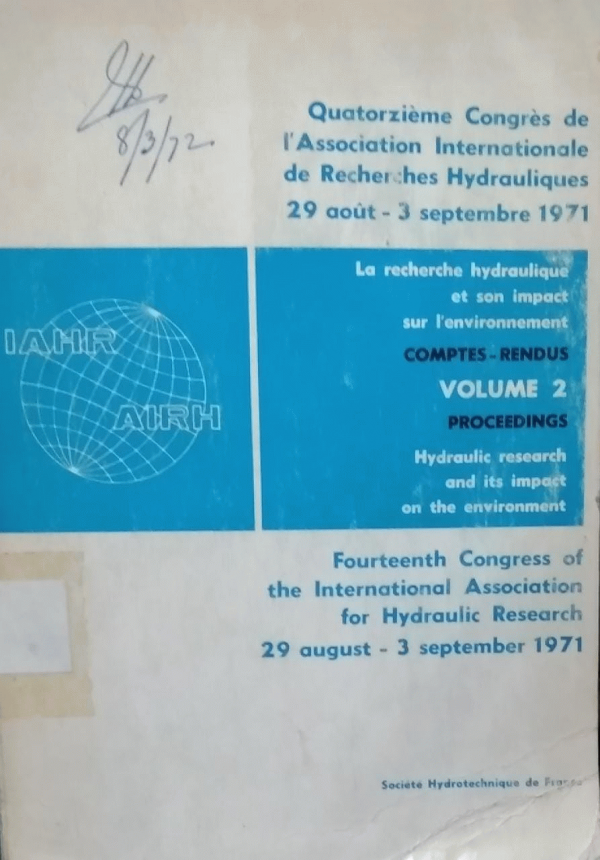 8/3/72
Quatorzième Congrès de
l'Association Internationale
de Recherches Hydrauliques
29 août - 3 septembre 1971
IAHR
AIRH
La recherche hydraulique
et son impact
sur l'environnement
COMPTES-RENDUS
VOLUME 2
PROCEEDINGS
Hydraulic research
and its impact
on the environment
Fourteenth Congress of
the International Association
for Hydraulic Research
29 august - 3 september 1971
Société Hydrotechnique de France